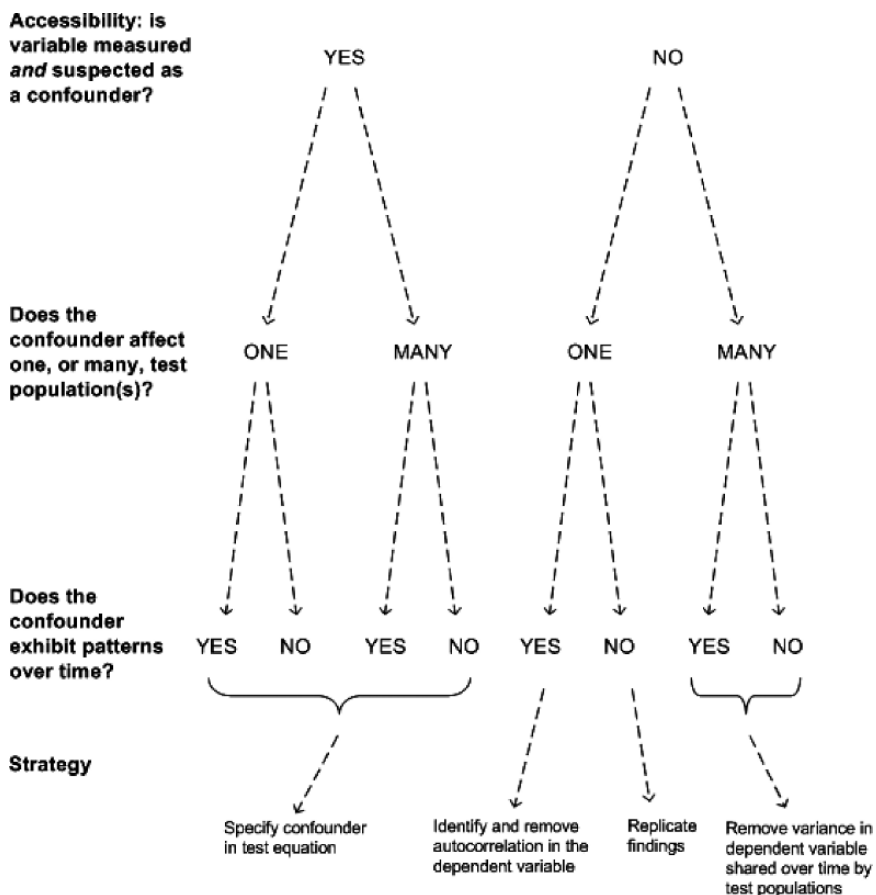 Accessibility: is
variable measured
and suspected as
a confounder?
YES
NO
Does the
confounder affect
one, or many, test
population(s)?
ONE
MANY
ONE
MANY
Does the
confounder
exhibit patterns
over time?
YES
NO
YES
NO
YES
NO
YES
NO
Strategy
Specify confounder
in test equation
Identify and remove
autocorrelation in the
dependent variable
Replicate
findings
Remove variance in
dependent variable
shared over time by
test populations